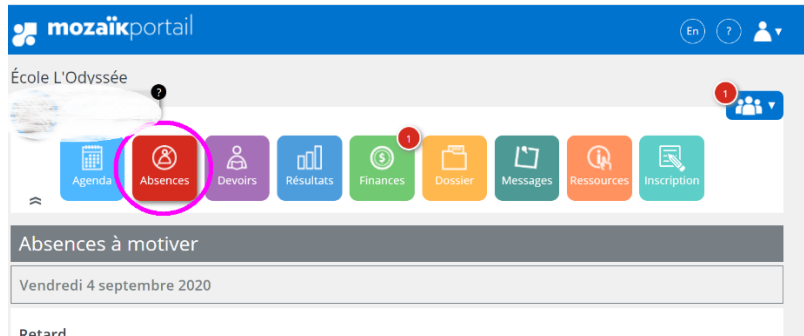 mozaïkportail
En ?
École L'Odyssée
?
1
1
Agenda Absences Devoirs Résultats Finances Dossier Messages Ressources Inscription
Absences à motiver
Vendredi 4 septembre 2020
Retard